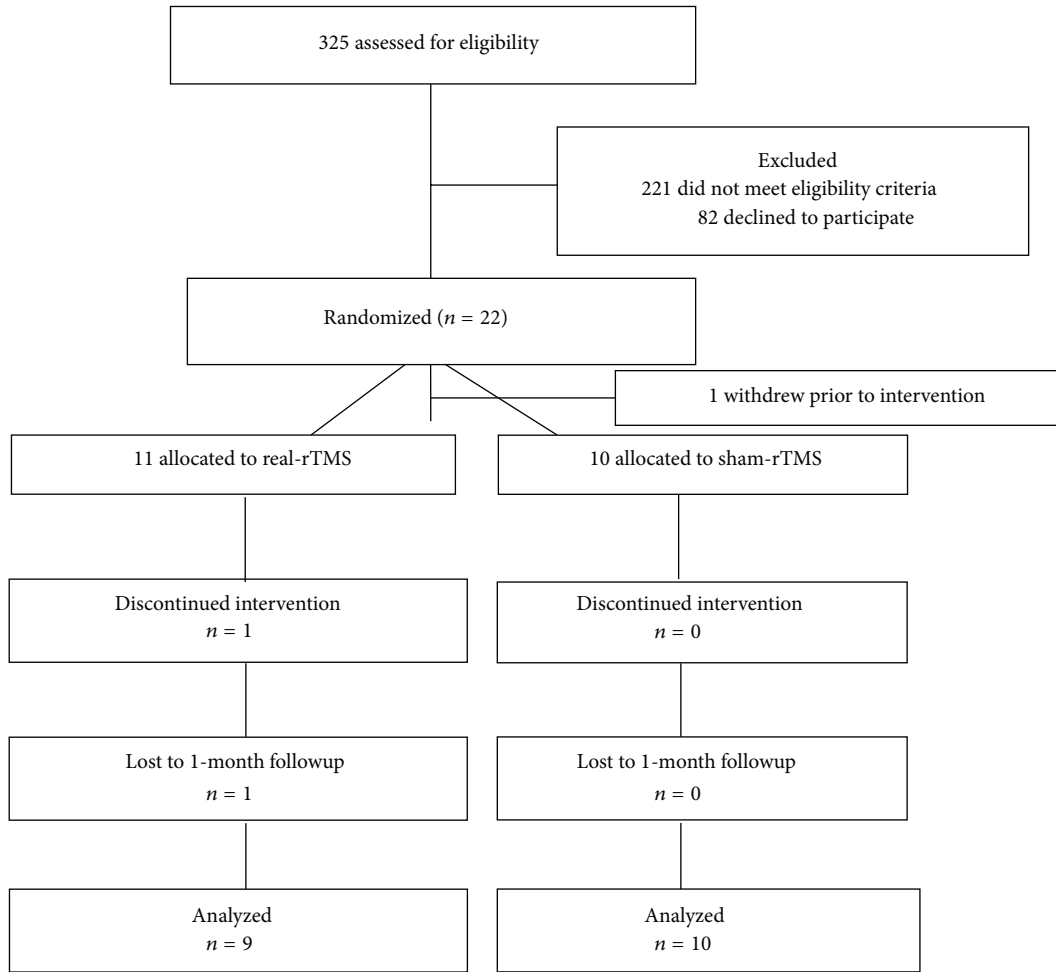 325 assessed for eligibility
Excluded
221 did not meet eligibility criteria
82 declined to participate
Randomized (n = 22)
1 withdrew prior to intervention
11 allocated to real-rTMS
10 allocated to sham-rTMS
Discontinued intervention
n = 1
Discontinued intervention
n = 0
Lost to 1-month followup
n = 1
Lost to 1-month followup
n = 0
Analyzed
n = 9
Analyzed
n = 10